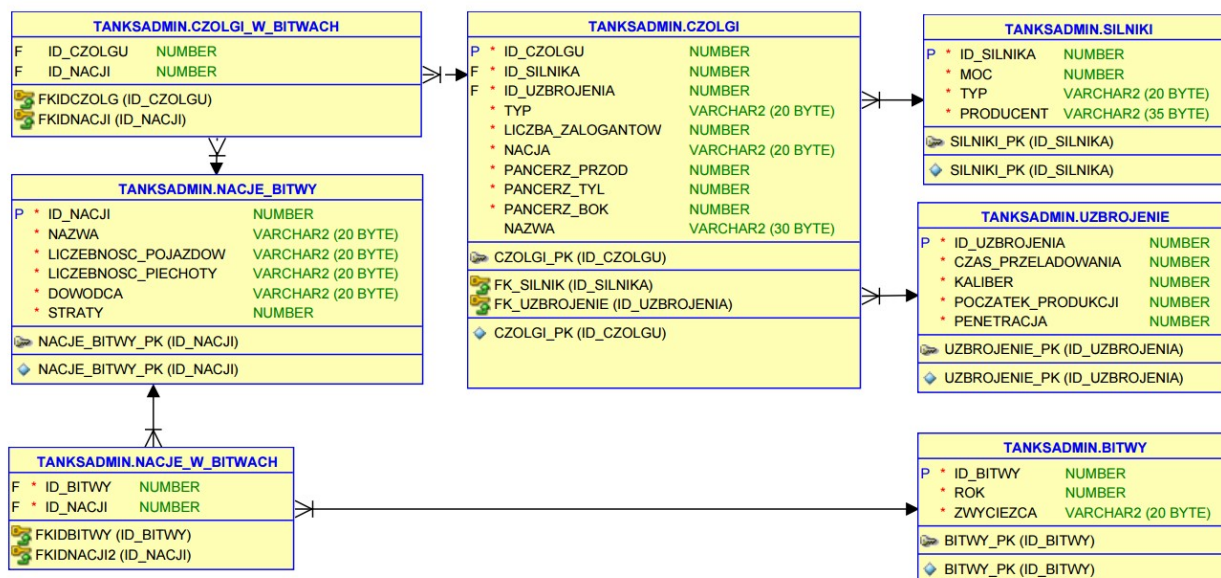 TANKSADMIN.CZOLGI_W_BITWACH
F ID_CZOLGU NUMBER
F ID_NACJI NUMBER
FKIDCZOLG (ID_CZOLGU)
FKIDNACJI (ID_NACJI)
TANKSADMIN.CZOLGI
P * ID_CZOLGU NUMBER
F * ID_SILNIKA NUMBER
F * ID_UZBROJENIA NUMBER
* TYP VARCHAR2 (20 BYTE)
* LICZBA_ZALOGANTOW NUMBER
* NACJA VARCHAR2 (20 BYTE)
* PANCERZ_PRZOD NUMBER
* PANCERZ_TYL NUMBER
* PANCERZ_BOK NUMBER
NAZWA VARCHAR2 (30 BYTE)
CZOLGI_PK (ID_CZOLGU)
FK_SILNIK (ID_SILNIKA)
FK_UZBROJENIE (ID_UZBROJENIA)
CZOLGI_PK (ID_CZOLGU)
TANKSADMIN.SILNIKI
P * ID_SILNIKA NUMBER
* MOC NUMBER
* TYP VARCHAR2 (20 BYTE)
* PRODUCENT VARCHAR2 (35 BYTE)
SILNIKI_PK (ID_SILNIKA)
SILNIKI_PK (ID_SILNIKA)
TANKSADMIN.NACJE_BITWY
P * ID_NACJI NUMBER
* NAZWA VARCHAR2 (20 BYTE)
* LICZEBNOSC_POJAZDOW VARCHAR2 (20 BYTE)
* LICZEBNOSC_PIECHOTY VARCHAR2 (20 BYTE)
* DOWODCA VARCHAR2 (20 BYTE)
* STRATY NUMBER
NACJE_BITWY_PK (ID_NACJI)
NACJE_BITWY_PK (ID_NACJI)
TANKSADMIN.UZBROJENIE
P * ID_UZBROJENIA NUMBER
* CZAS_PRZELADOWANIA NUMBER
* KALIBER NUMBER
* POCZATEK_PRODUKCJI NUMBER
* PENETRACJA NUMBER
UZBROJENIE_PK (ID_UZBROJENIA)
UZBROJENIE_PK (ID_UZBROJENIA)
TANKSADMIN.NACJE_W_BITWACH
F * ID_BITWY NUMBER
F * ID_NACJI NUMBER
FKIDBITWY (ID_BITWY)
FKIDNACJI2 (ID_NACJI)
TANKSADMIN.BITWY
P * ID_BITWY NUMBER
* ROK NUMBER
* ZWYCIEZCA VARCHAR2 (20 BYTE)
BITWY_PK (ID_BITWY)
BITWY_PK (ID_BITWY)